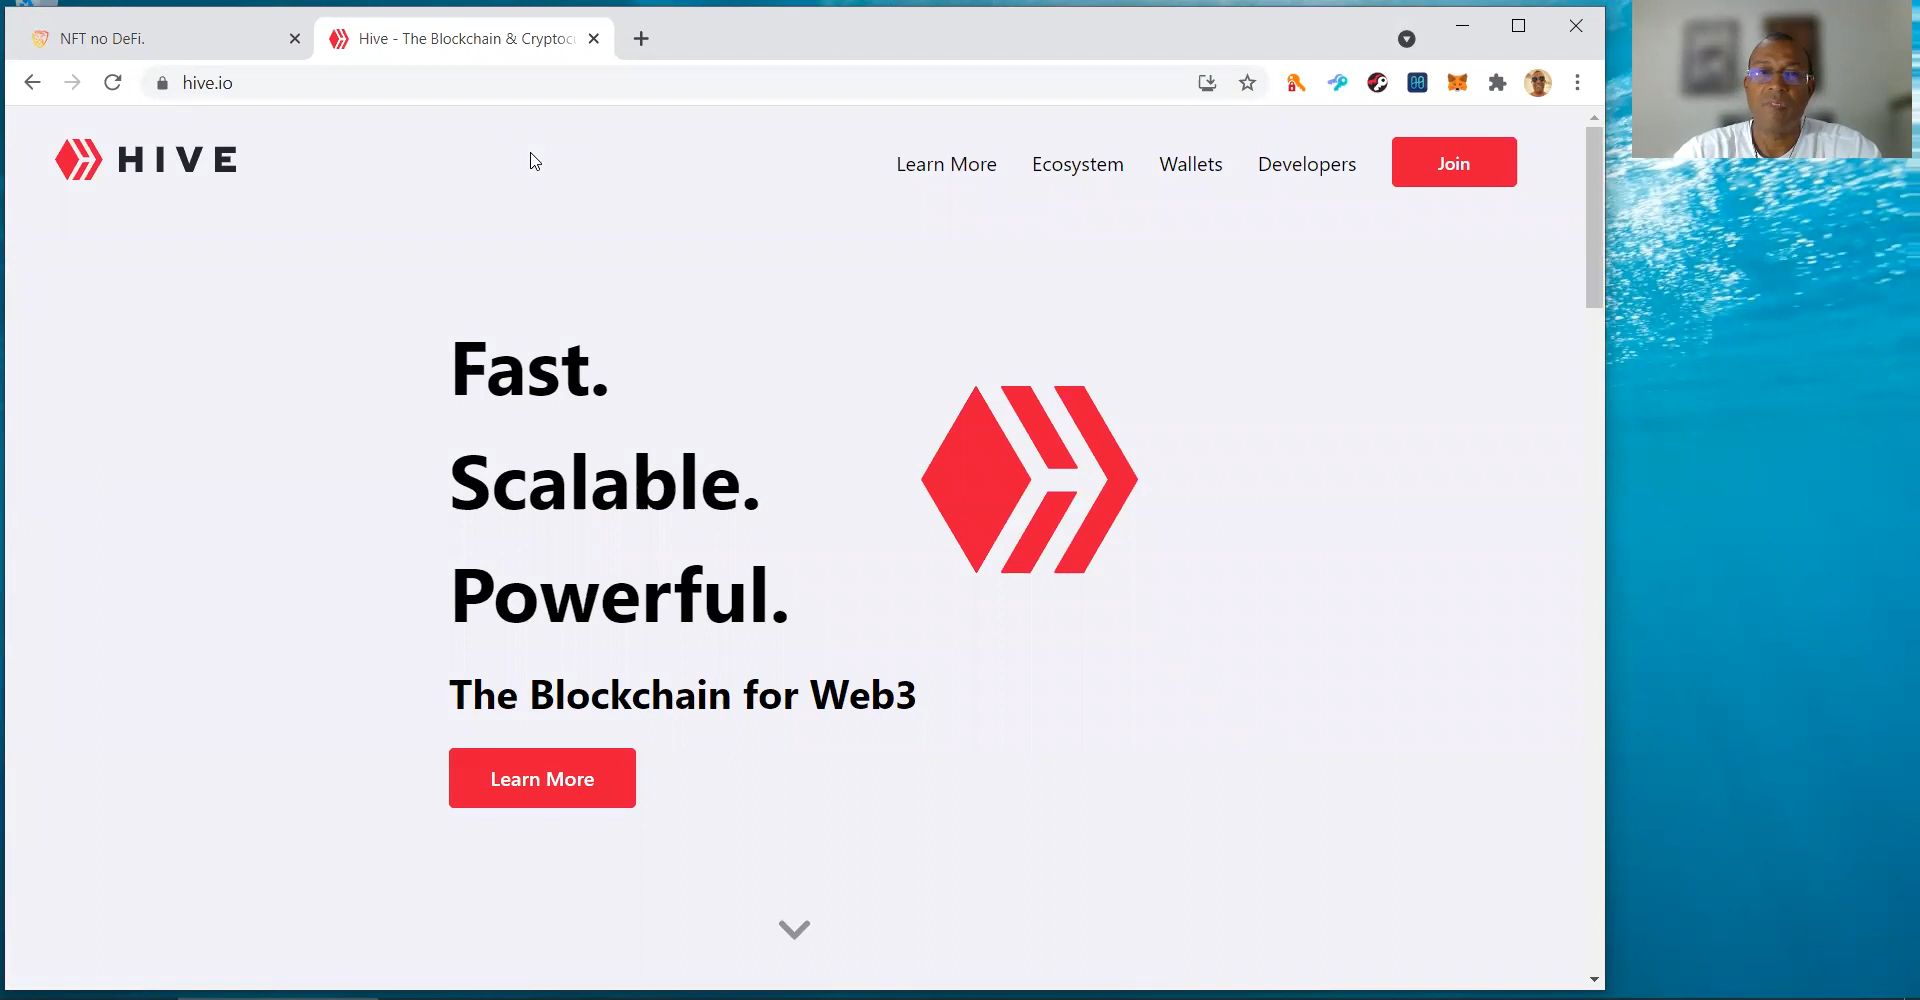 NFT no DeFi.
Hive - The Blockchain & Cryptocu
hive.io
HIVE
Learn More
Ecosystem
Wallets
Developers
Join
Fast.
Scalable.
Powerful.
The Blockchain for Web3
Learn More